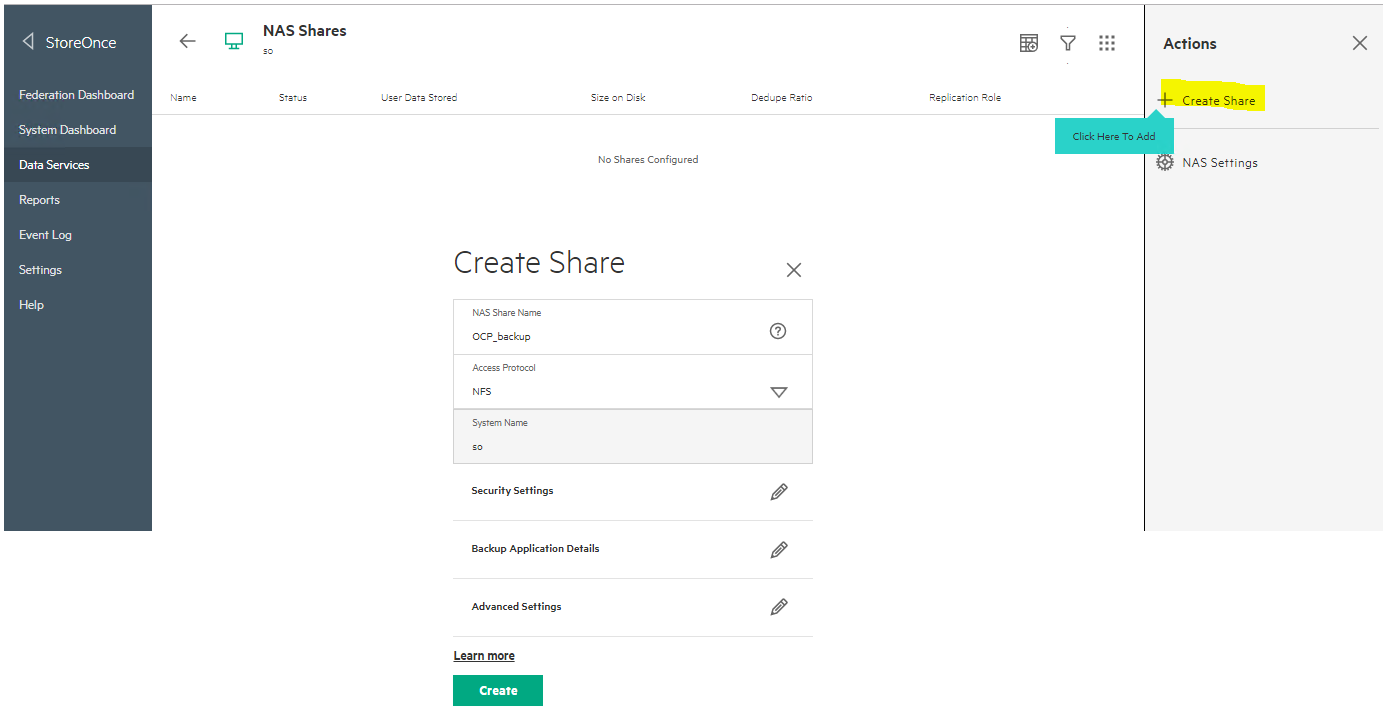 StoreOnce
Federation Dashboard
System Dashboard
Data Services
Reports
Event Log
Settings
Help
NAS Shares
so
Name Status User Data Stored Size on Disk Dedupe Ratio Replication Role
No Shares Configured
Actions
Create Share
Click Here To Add
NAS Settings
Create Share
NAS Share Name
OCP_backup
Access Protocol
NFS
System Name
so
Security Settings
Backup Application Details
Advanced Settings
Learn more
Create